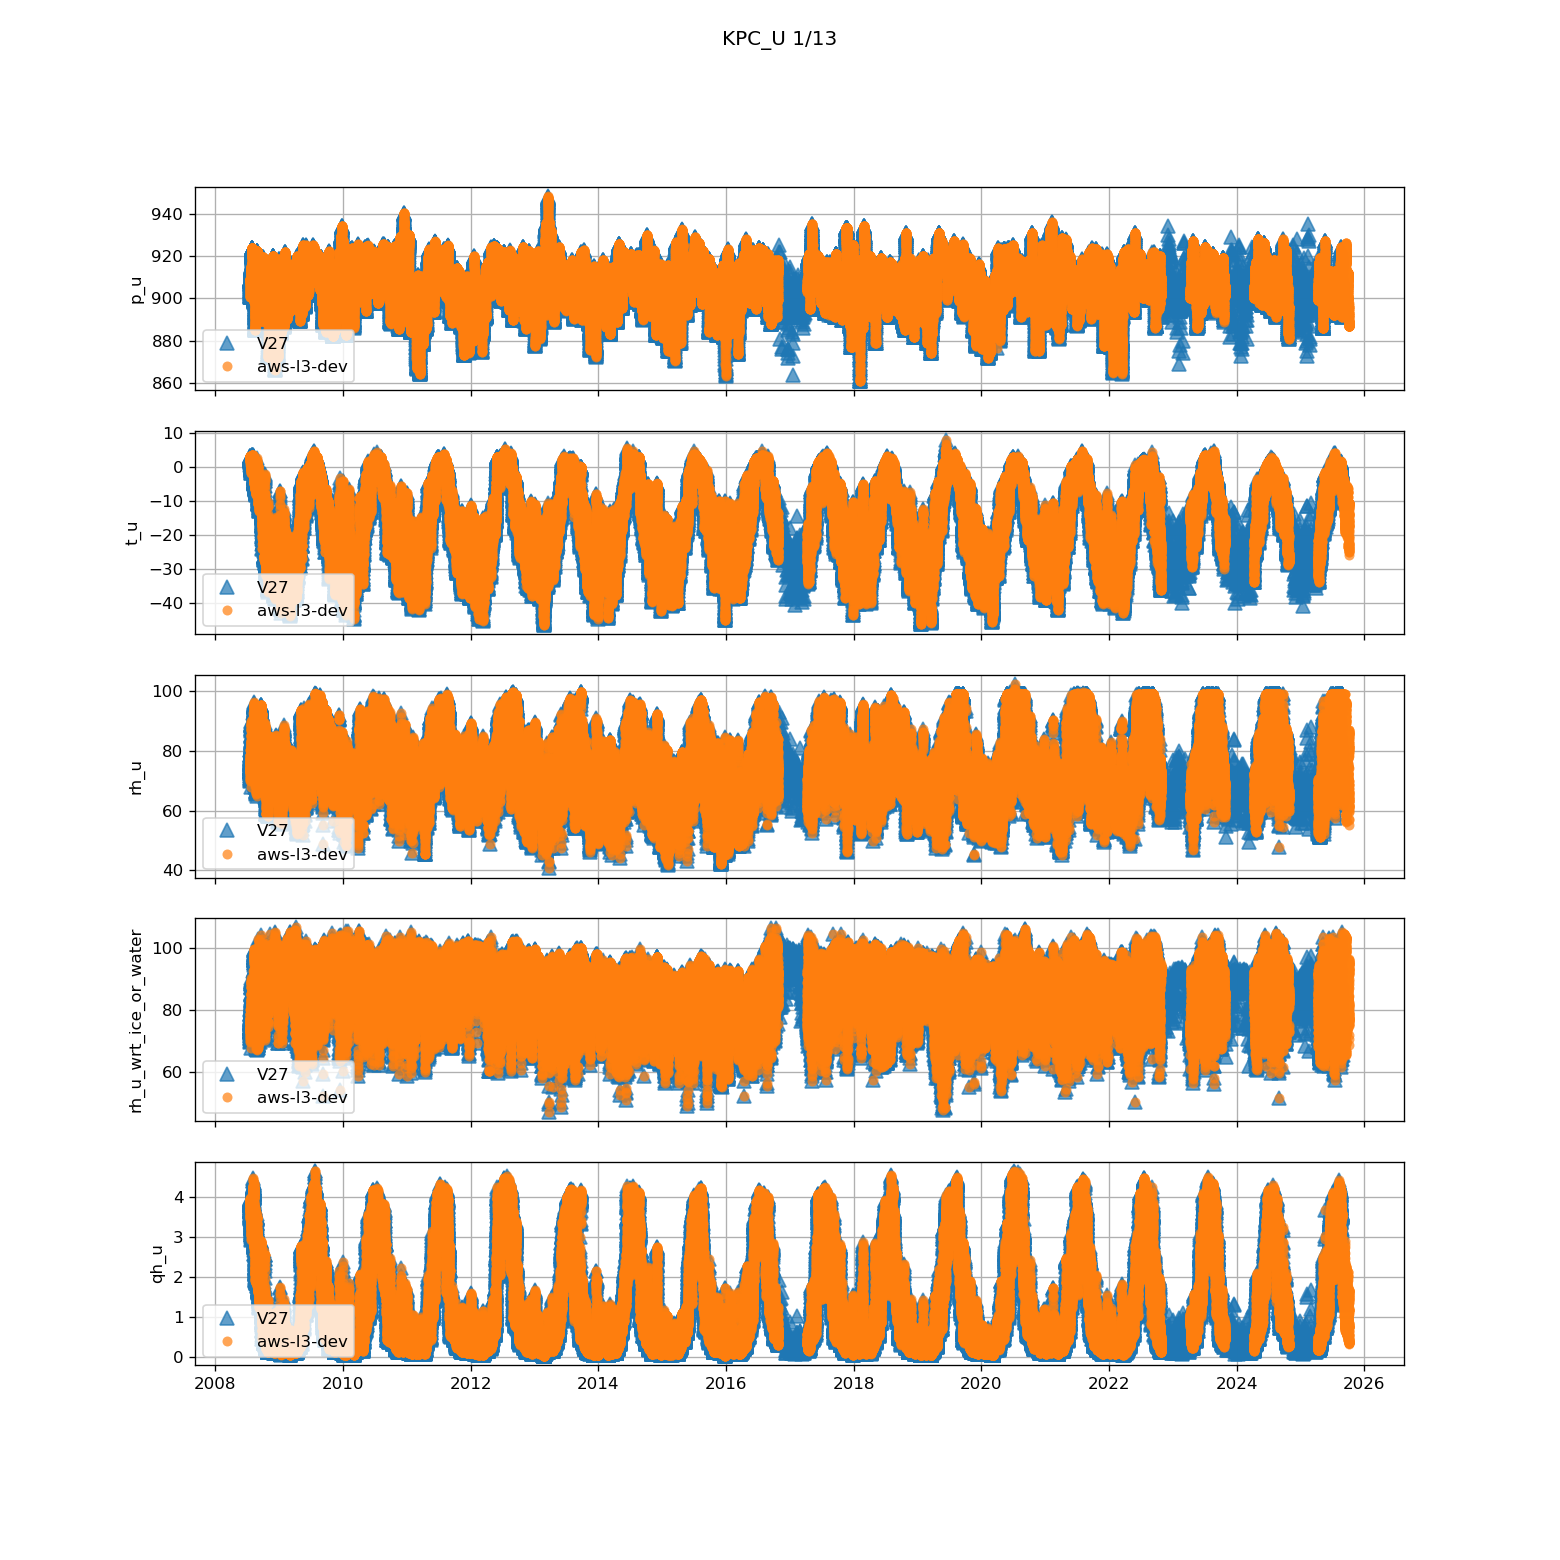 KPC_U 1/13
940
920
900
880
860
p_u
V27
aws-l3-dev
10
0
−10
−20
−30
−40
t_u
V27
aws-l3-dev
100
80
60
40
rh_u
V27
aws-l3-dev
100
80
60
rh_u_wrt_ice_or_water
V27
aws-l3-dev
4
3
2
1
0
qh_u
V27
aws-l3-dev
2008 2010 2012 2014 2016 2018 2020 2022 2024 2026